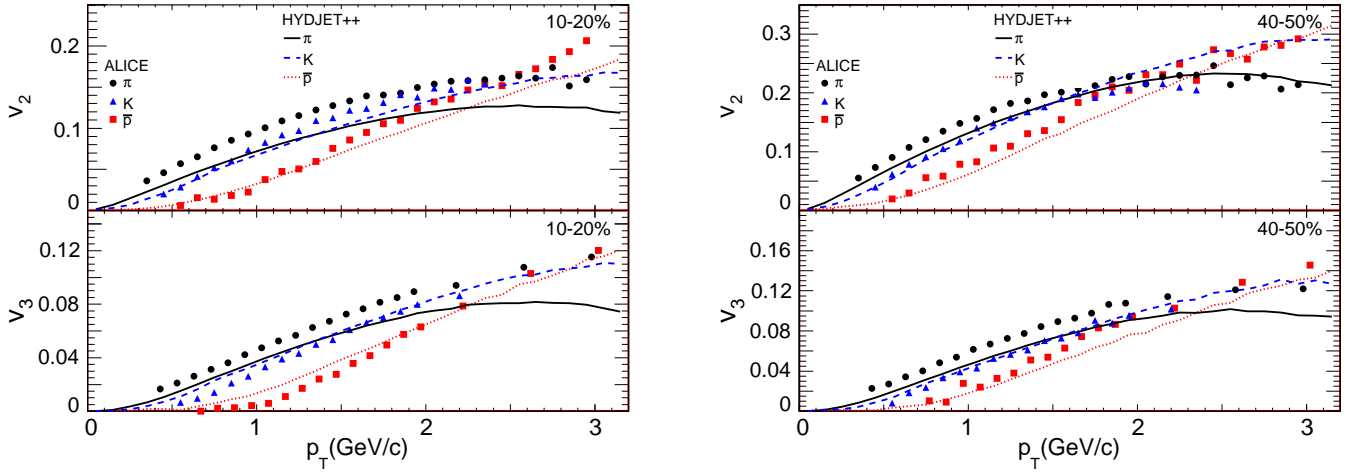 HYDJET++ 10-20%
π
K
p̅
ALICE
π
K
p̅
v2
0.2
0.1
0
10-20%
v3
0.12
0.08
0.04
0
0 1 2 3
pT(GeV/c)
HYDJET++ 40-50%
π
K
p̅
ALICE
π
K
p̅
v2
0.3
0.2
0.1
0
40-50%
v3
0.16
0.12
0.08
0.04
0
0 1 2 3
pT(GeV/c)